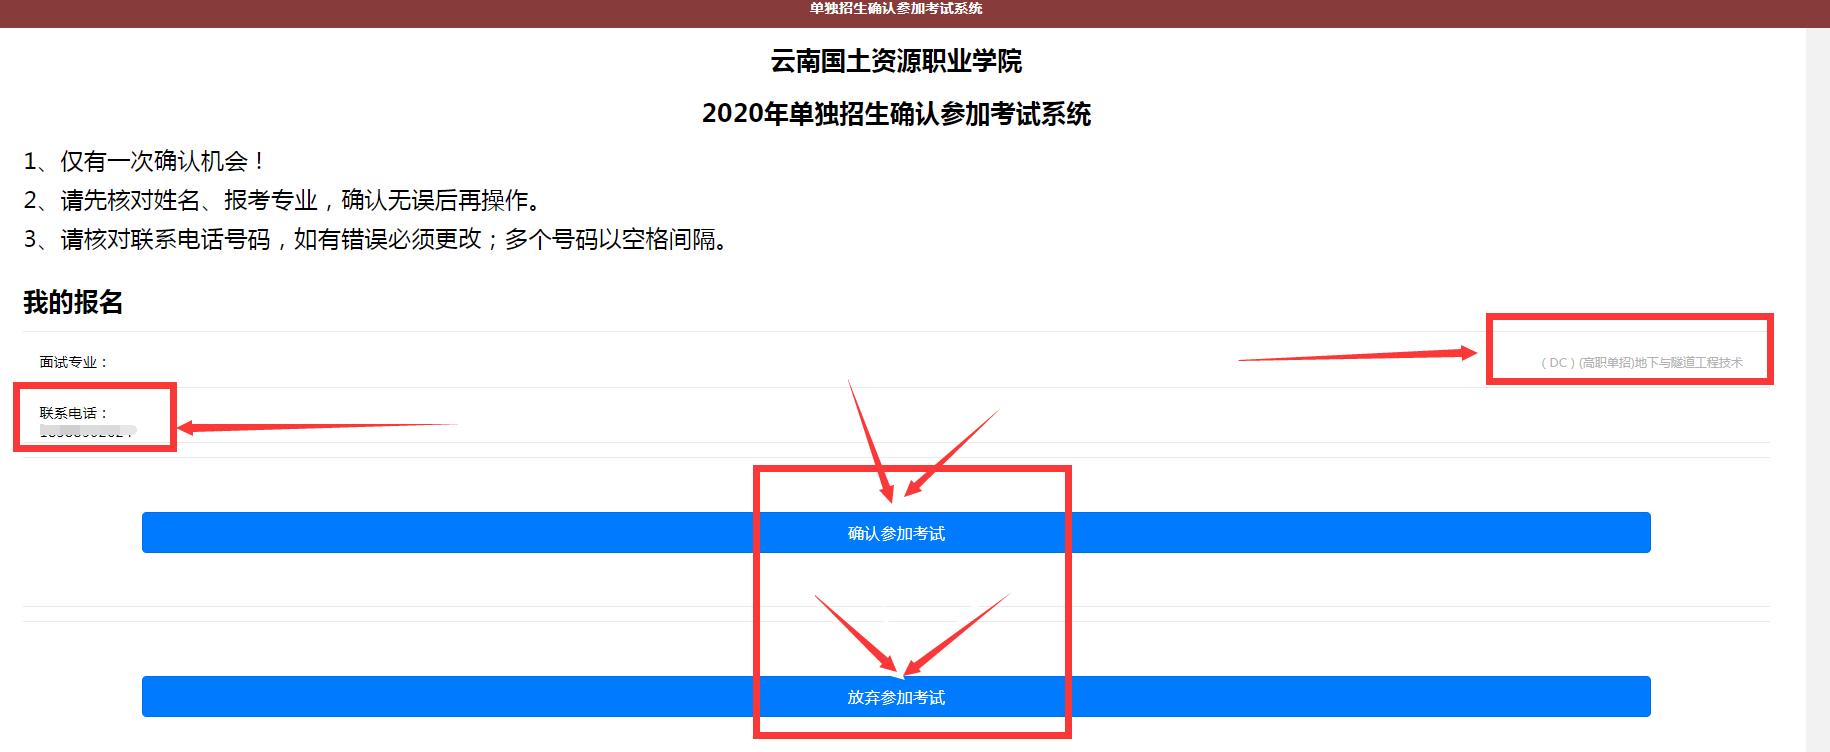 单独招生确认参加考试系统
云南国土资源职业学院
2020年单独招生确认参加考试系统
1、仅有一次确认机会！
2、请先核对姓名、报考专业，确认无误后再操作。
3、请核对联系电话号码，如有错误必须更改；多个号码以空格间隔。
我的报名
面试专业：
（DC）(高职单招)地下与隧道工程技术
联系电话：
确认参加考试
放弃参加考试